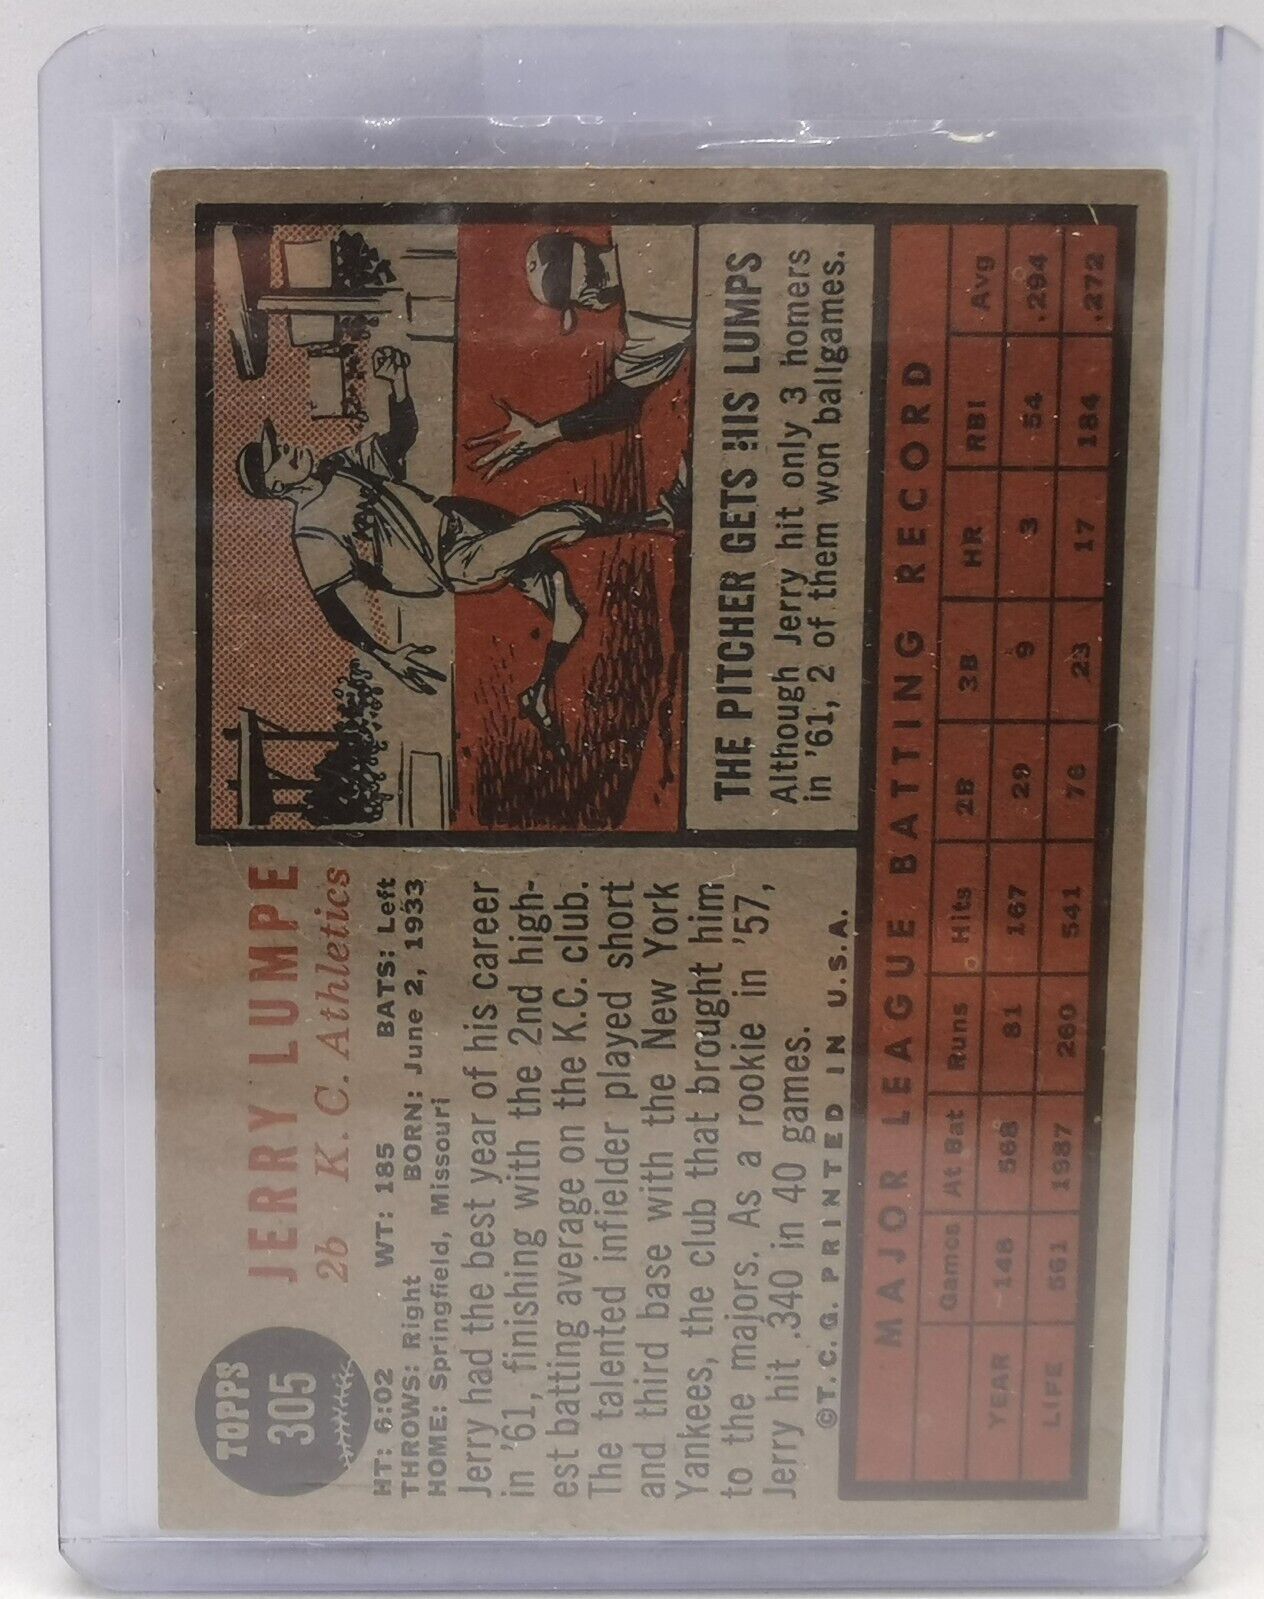 TOPPS
305
JERRY LUMPE
2b K. C. Athletics
HT: 6:02 WT: 185 BATS: Left
THROWS: Right BORN: June 2, 1933
HOME: Springfield, Missouri
Jerry had the best year of his career
in '61, finishing with the 2nd high-
est batting average on the K.C. club.
The talented infielder played short
and third base with the New York
Yankees, the club that brought him
to the majors. As a rookie in '57,
Jerry hit .340 in 40 games.
©T. C. G. PRINTED IN U.S.A.
THE PITCHER GETS HIS LUMPS
Although Jerry hit only 3 homers
in '61, 2 of them won ballgames.
MAJOR LEAGUE BATTING RECORD
Games At Bat Runs Hits 2B 3B HR RBI Avg
YEAR 148 568 81 167 29 9 3 54 .294
LIFE 561 1987 260 541 76 23 17 184 .272